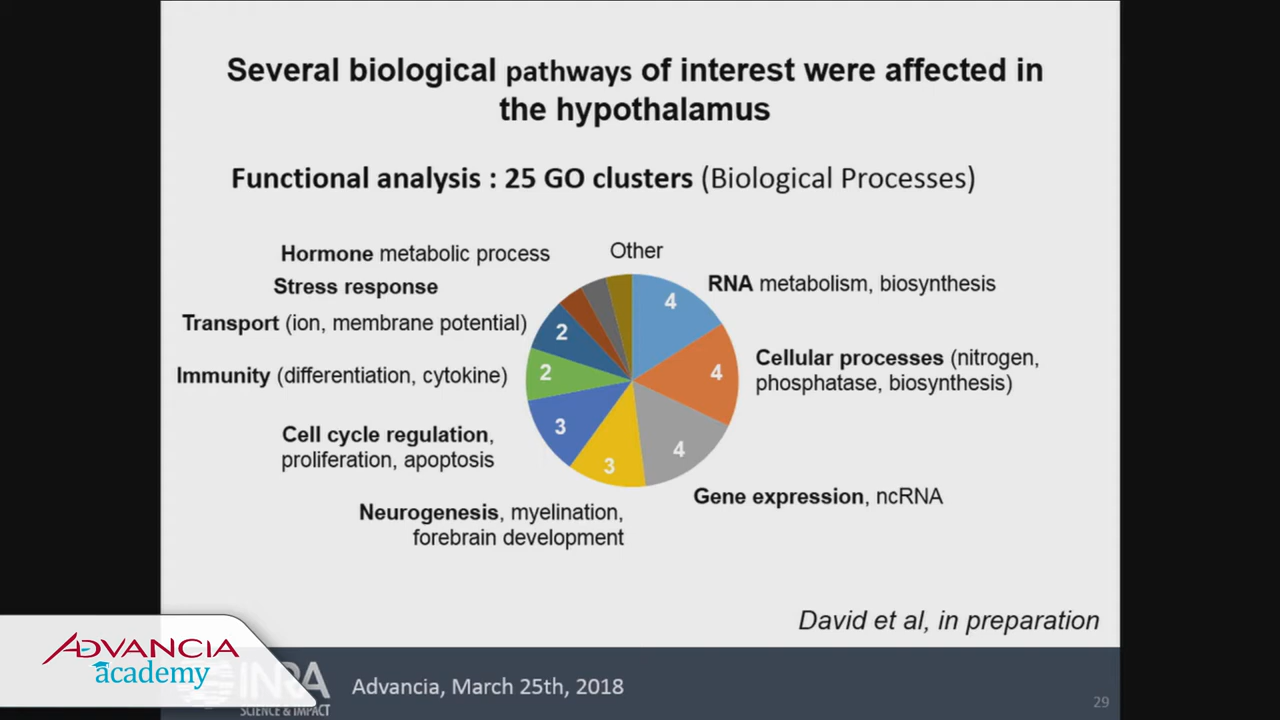 Several biological pathways of interest were affected in
the hypothalamus
Functional analysis : 25 GO clusters (Biological Processes)
Hormone metabolic process
Other
Stress response
RNA metabolism, biosynthesis
4
Transport (ion, membrane potential)
2
Cellular processes (nitrogen,
phosphatase, biosynthesis)
4
Immunity (differentiation, cytokine)
2
Cell cycle regulation,
proliferation, apoptosis
3
4
3
Gene expression, ncRNA
Neurogenesis, myelination,
forebrain development
David et al, in preparation
ADVANCIA
academy
INRA
SCIENCE & IMPACT
Advancia, March 25th, 2018
29